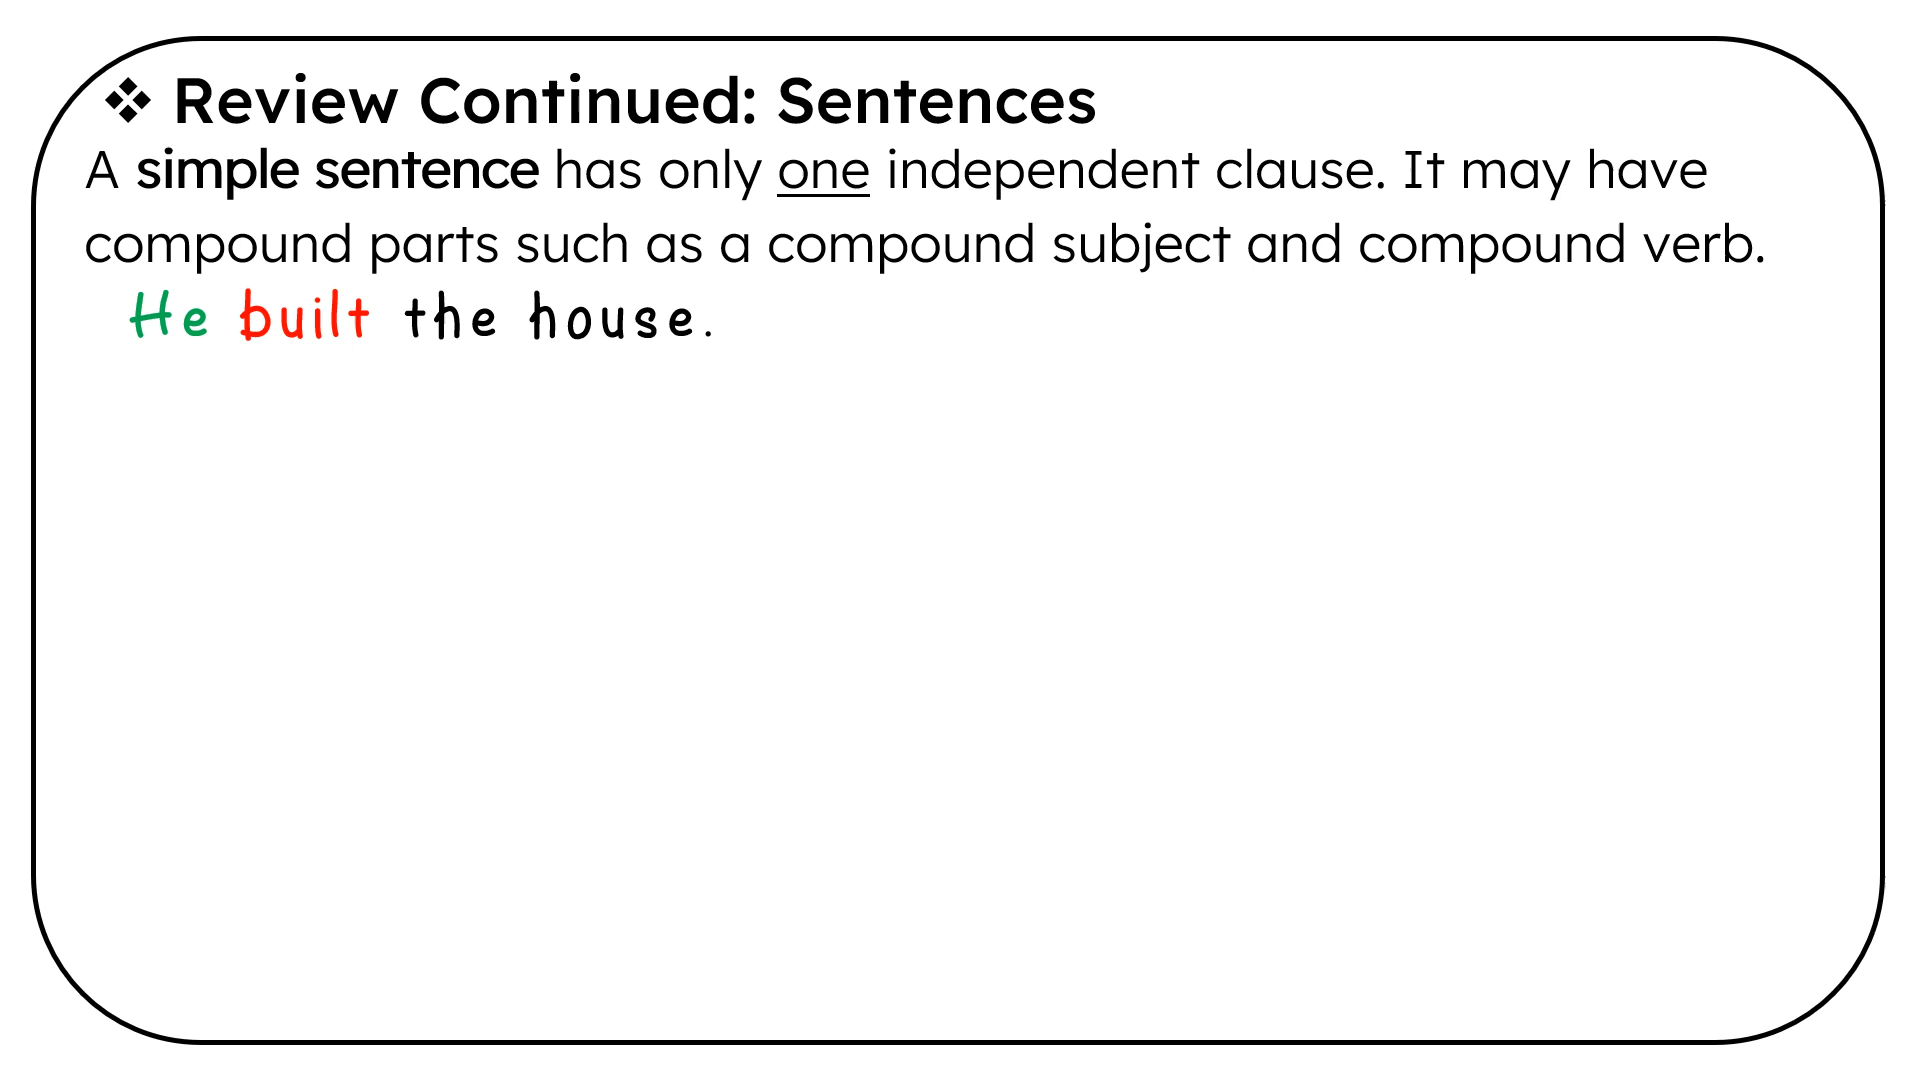 ❖ Review Continued: Sentences
A simple sentence has only one independent clause. It may have
compound parts such as a compound subject and compound verb.
He built the house.